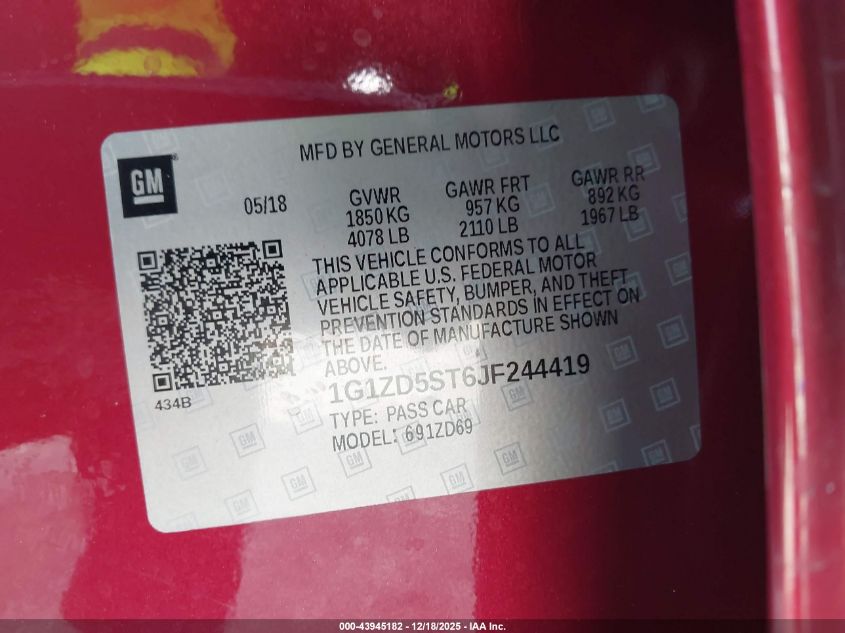 MFD BY GENERAL MOTORS LLC
GM
05/18
GVWR
1850 KG
4078 LB
GAWR FRT
957 KG
2110 LB
GAWR RR
892 KG
1967 LB
THIS VEHICLE CONFORMS TO ALL
APPLICABLE U.S. FEDERAL MOTOR
VEHICLE SAFETY, BUMPER, AND THEFT
PREVENTION STANDARDS IN EFFECT ON
THE DATE OF MANUFACTURE SHOWN
ABOVE.
1G1ZD5ST6JF244419
TYPE: PASS CAR
MODEL: 691ZD69
434B
000-43945182 - 12/18/2025 - IAA Inc.